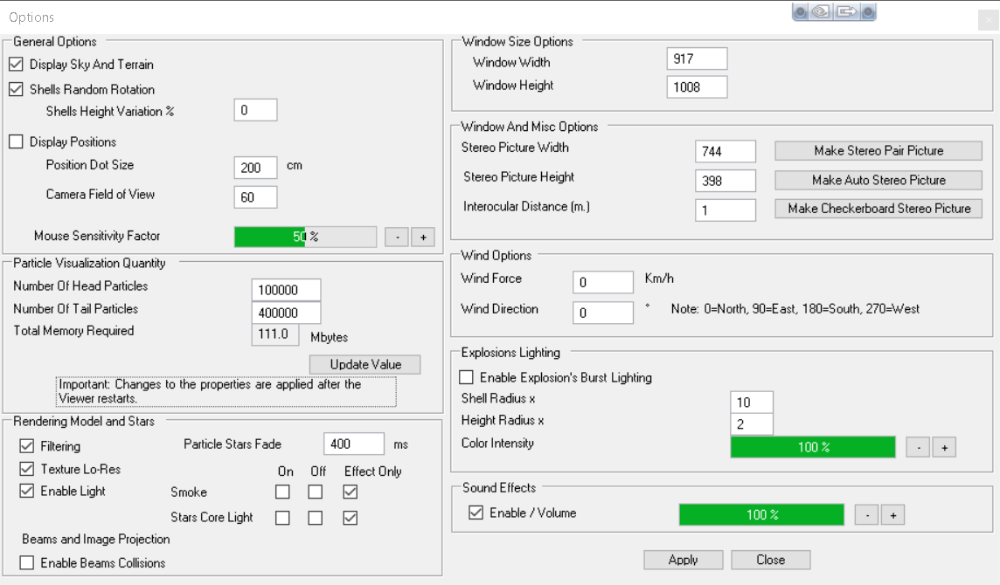 Options
General Options
Display Sky And Terrain
Shells Random Rotation
Shells Height Variation % 0
Display Positions
Position Dot Size 200 cm
Camera Field of View 60
Mouse Sensitivity Factor 50 % - +
Particle Visualization Quantity
Number Of Head Particles 100000
Number Of Tail Particles 400000
Total Memory Required 111.0 Mbytes
Update Value
Important: Changes to the properties are applied after the
Viewer restarts.
Rendering Model and Stars
Filtering Particle Stars Fade 400 ms
Texture Lo-Res On Off Effect Only
Enable Light Smoke
Stars Core Light
Beams and Image Projection
Enable Beams Collisions
Window Size Options
Window Width 917
Window Height 1008
Window And Misc Options
Stereo Picture Width 744 Make Stereo Pair Picture
Stereo Picture Height 398 Make Auto Stereo Picture
Interocular Distance (m.) 1 Make Checkerboard Stereo Picture
Wind Options
Wind Force 0 Km/h
Wind Direction 0 ° Note: 0=North, 90=East, 180=South, 270=West
Explosions Lighting
Enable Explosion's Burst Lighting
Shell Radius x 10
Height Radius x 2
Color Intensity 100 % - +
Sound Effects
Enable / Volume 100 % - +
Apply Close